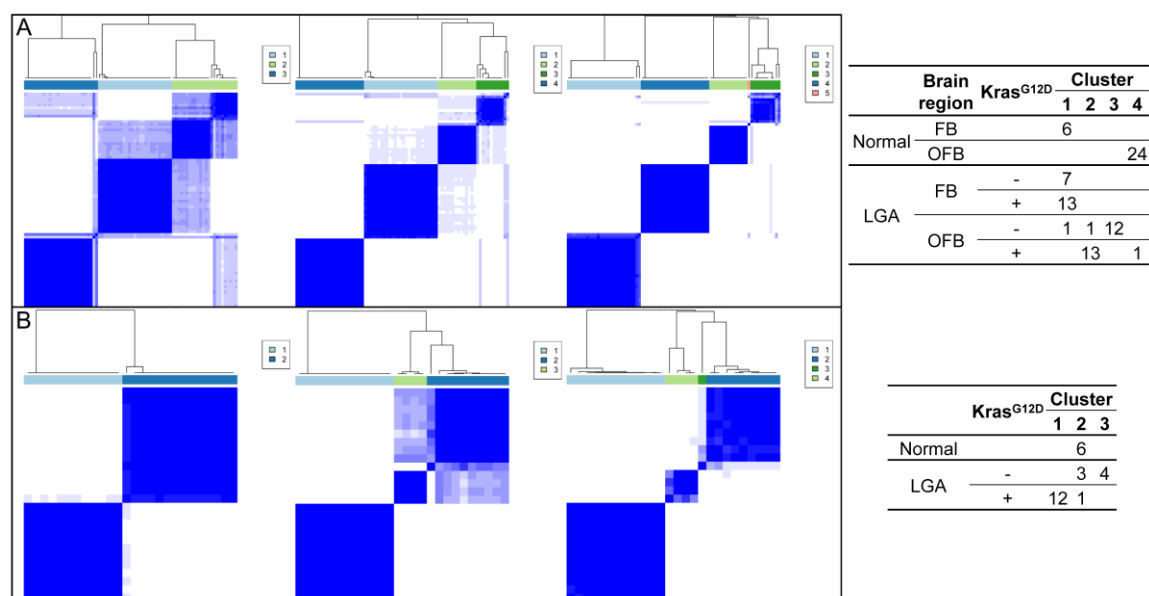 A
1
2
3
1
2
3
4
1
2
3
4
5
Brain region Kras^G12D Cluster
1 2 3 4
Normal FB 6
OFB 24
LGA FB - 7
+ 13
OFB - 1 1 12
+ 13 1
B
1
2
1
2
3
1
2
3
4
Kras^G12D Cluster
1 2 3
Normal 6
LGA - 3 4
+ 12 1